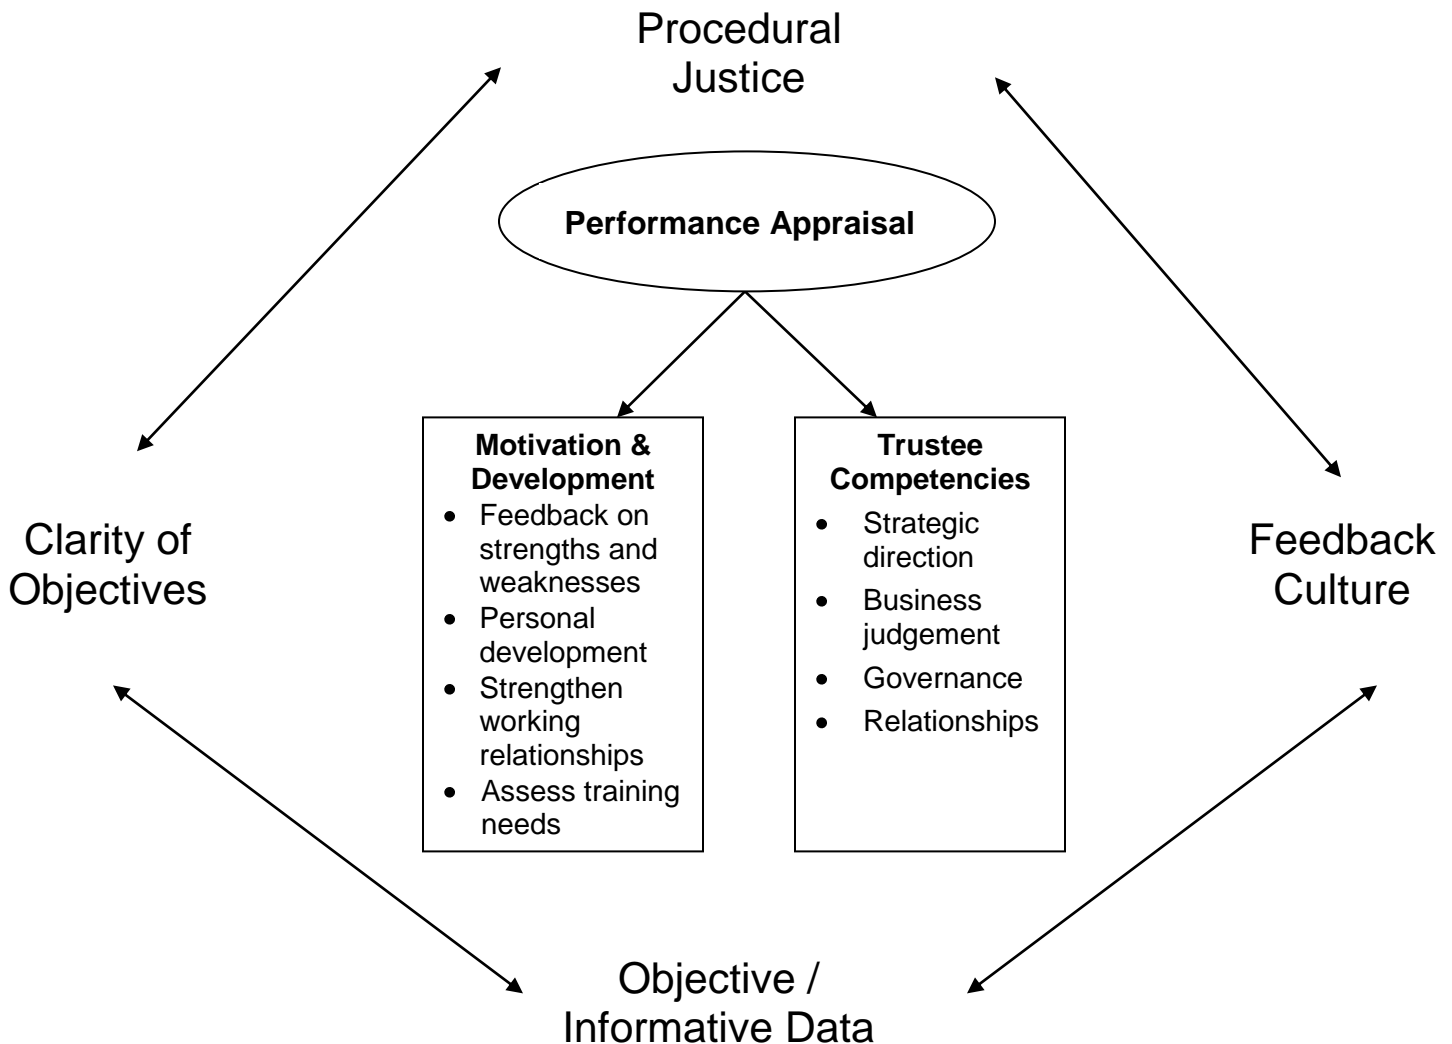 Procedural
Justice
Performance Appraisal
Motivation &
Development
• Feedback on
strengths and
weaknesses
• Personal
development
• Strengthen
working
relationships
• Assess training
needs
Trustee
Competencies
• Strategic
direction
• Business
judgement
• Governance
• Relationships
Clarity of
Objectives
Feedback
Culture
Objective /
Informative Data